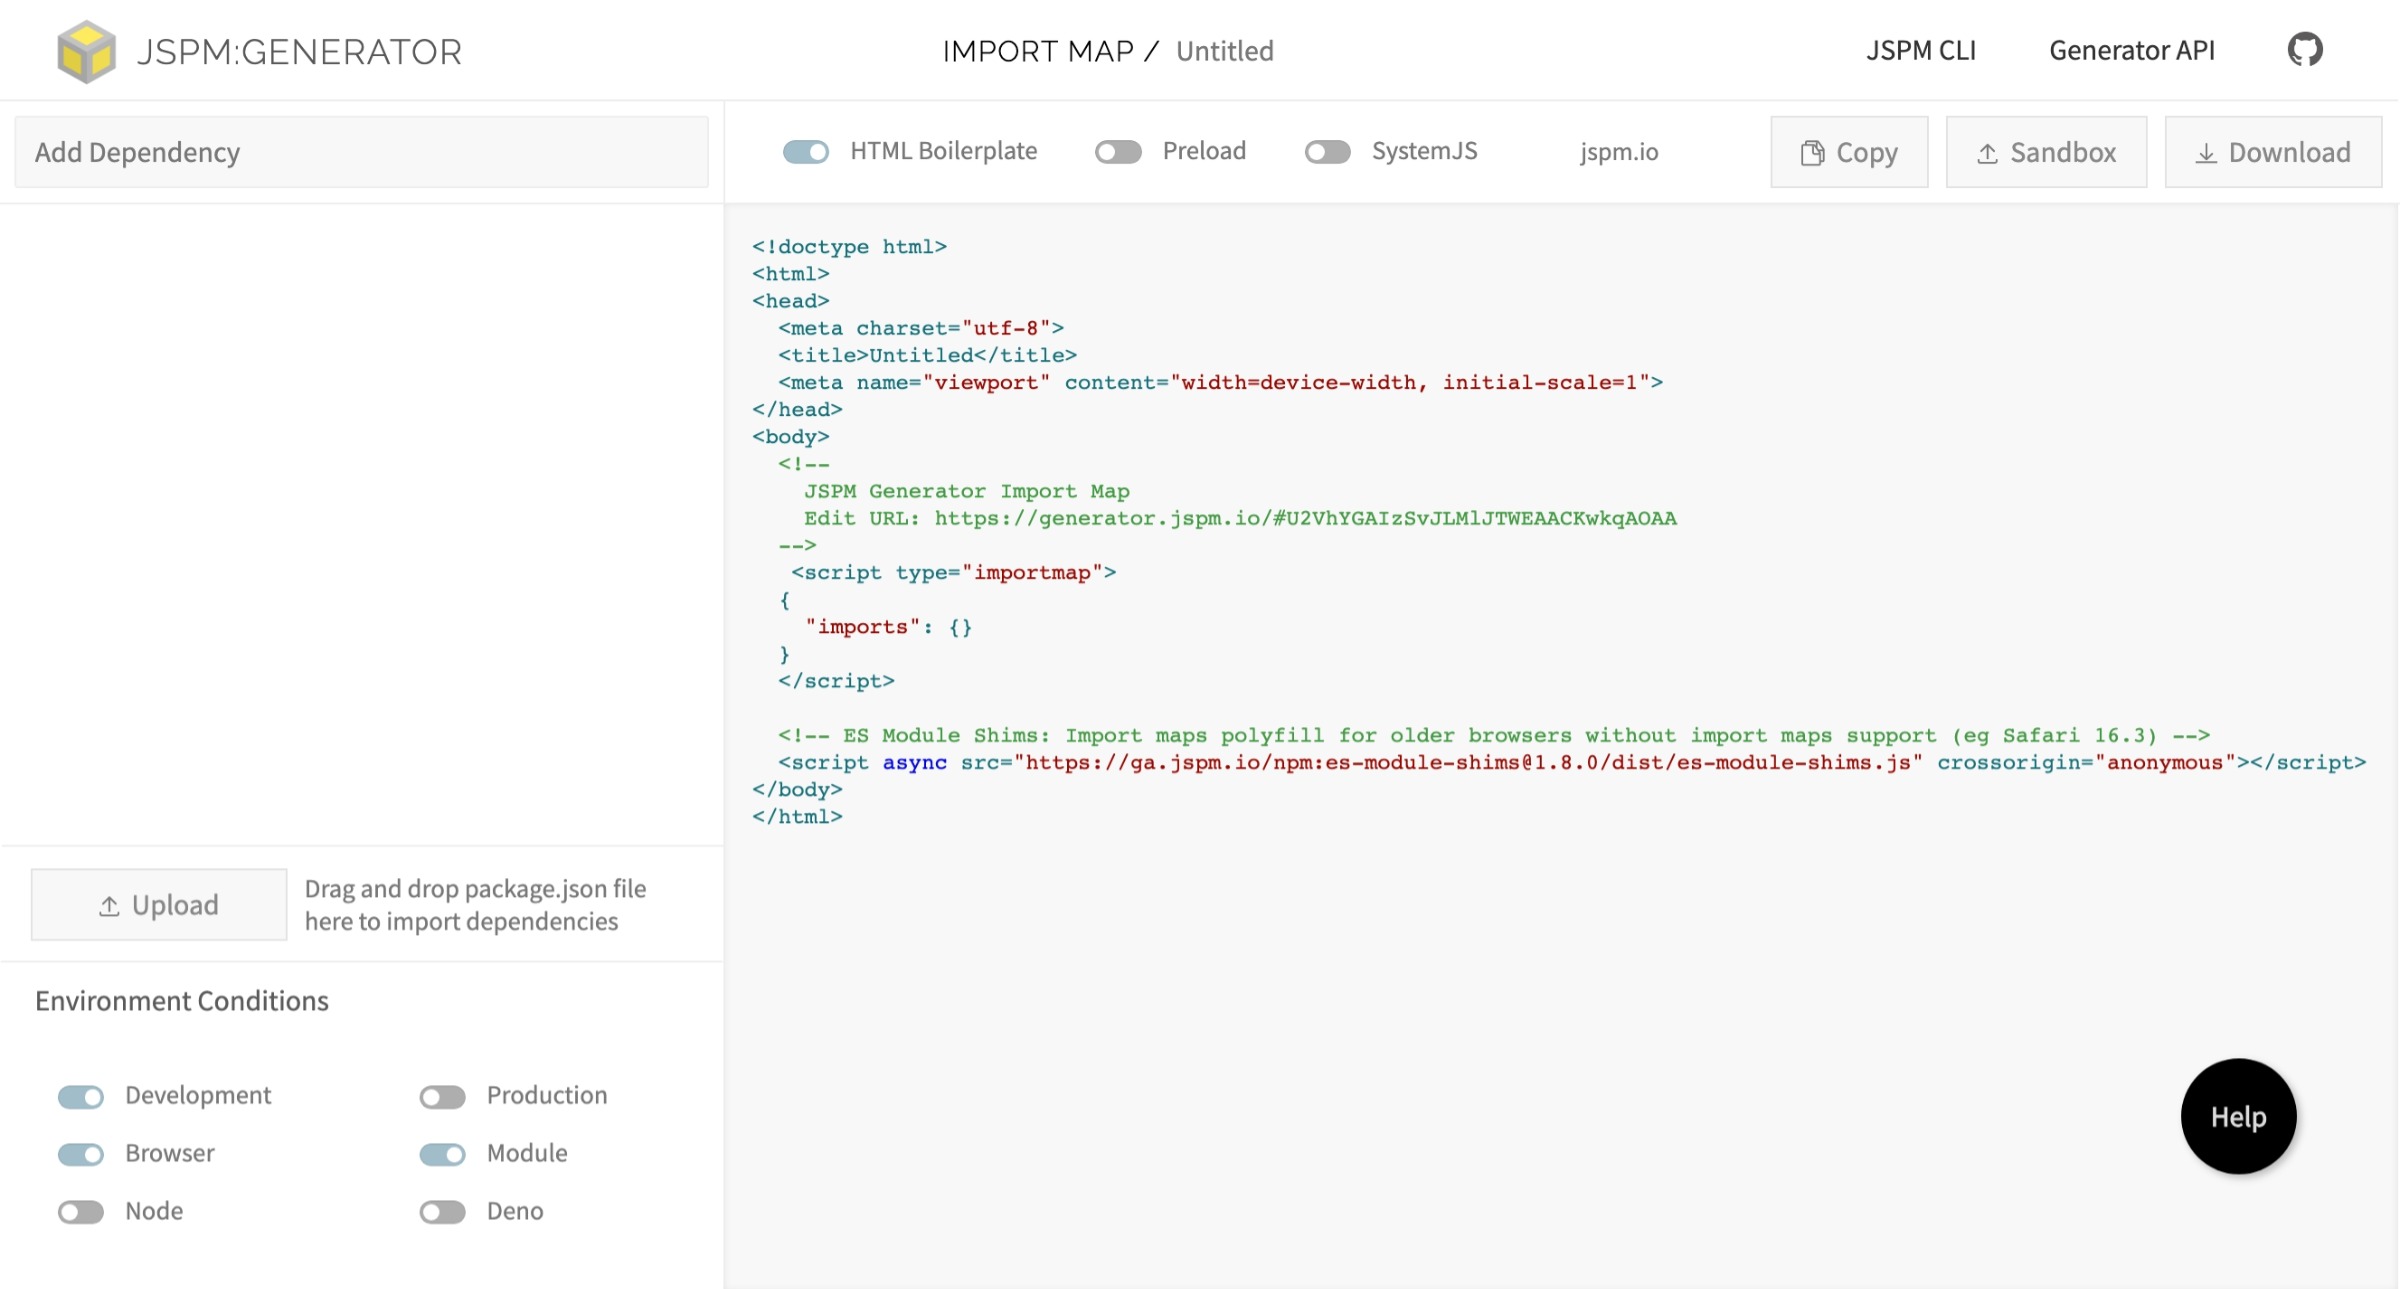 JSPM:GENERATOR
IMPORT MAP / Untitled
JSPM CLI
Generator API
Add Dependency
HTML Boilerplate
Preload
SystemJS
jspm.io
Copy
Sandbox
Download
<!doctype html>
<html>
<head>
  <meta charset="utf-8">
  <title>Untitled</title>
  <meta name="viewport" content="width=device-width, initial-scale=1">
</head>
<body>
  <!--
    JSPM Generator Import Map
    Edit URL: https://generator.jspm.io/#U2VhYGAIzSvJLMlJTWEAACKwkqAOAA
  -->
   <script type="importmap">
  {
    "imports": {}
  }
  </script>

  <!-- ES Module Shims: Import maps polyfill for older browsers without import maps support (eg Safari 16.3) -->
  <script async src="https://ga.jspm.io/npm:es-module-shims@1.8.0/dist/es-module-shims.js" crossorigin="anonymous"></script>
</body>
</html>
Upload
Drag and drop package.json file
here to import dependencies
Environment Conditions
Development
Production
Browser
Module
Node
Deno
Help